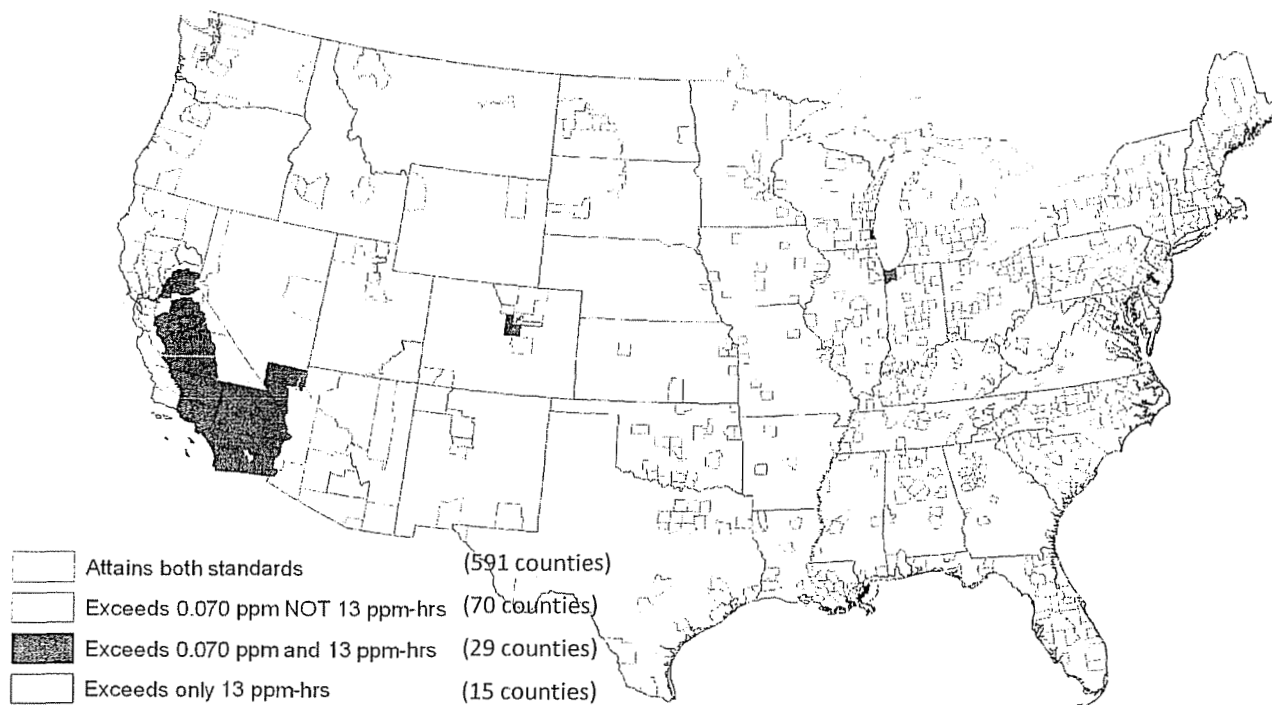 Attains both standards (591 counties)
Exceeds 0.070 ppm NOT 13 ppm-hrs (70 counties)
Exceeds 0.070 ppm and 13 ppm-hrs (29 counties)
Exceeds only 13 ppm-hrs (15 counties)